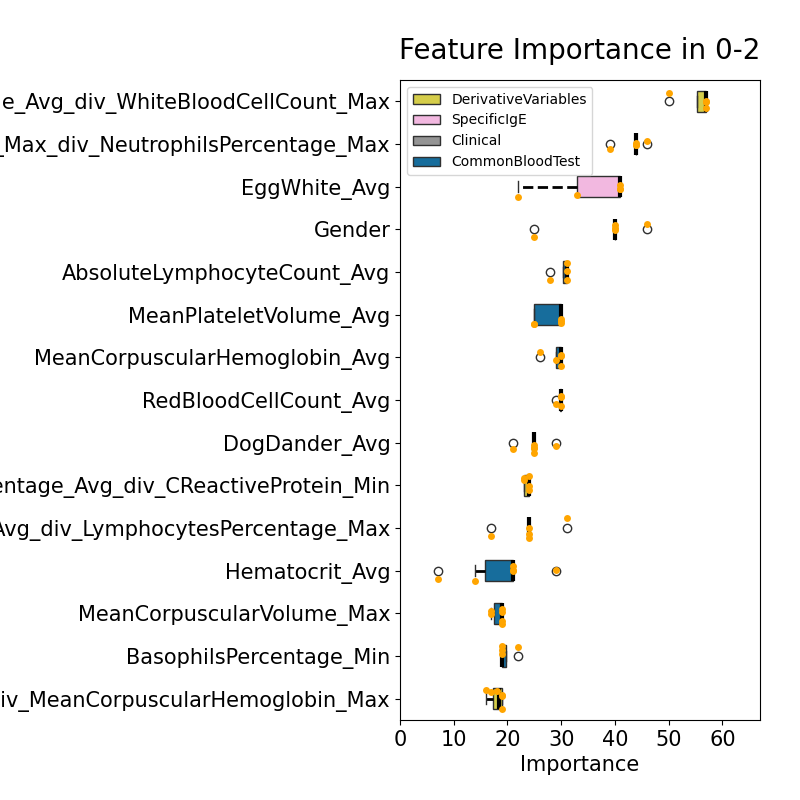 Feature Importance in 0-2
e_Avg_div_WhiteBloodCellCount_Max
_Max_div_NeutrophilsPercentage_Max
EggWhite_Avg
Gender
AbsoluteLymphocyteCount_Avg
MeanPlateletVolume_Avg
MeanCorpuscularHemoglobin_Avg
RedBloodCellCount_Avg
DogDander_Avg
entage_Avg_div_CReactiveProtein_Min
Avg_div_LymphocytesPercentage_Max
Hematocrit_Avg
MeanCorpuscularVolume_Max
BasophilsPercentage_Min
iv_MeanCorpuscularHemoglobin_Max
DerivativeVariables
SpecificIgE
Clinical
CommonBloodTest
0 10 20 30 40 50 60
Importance